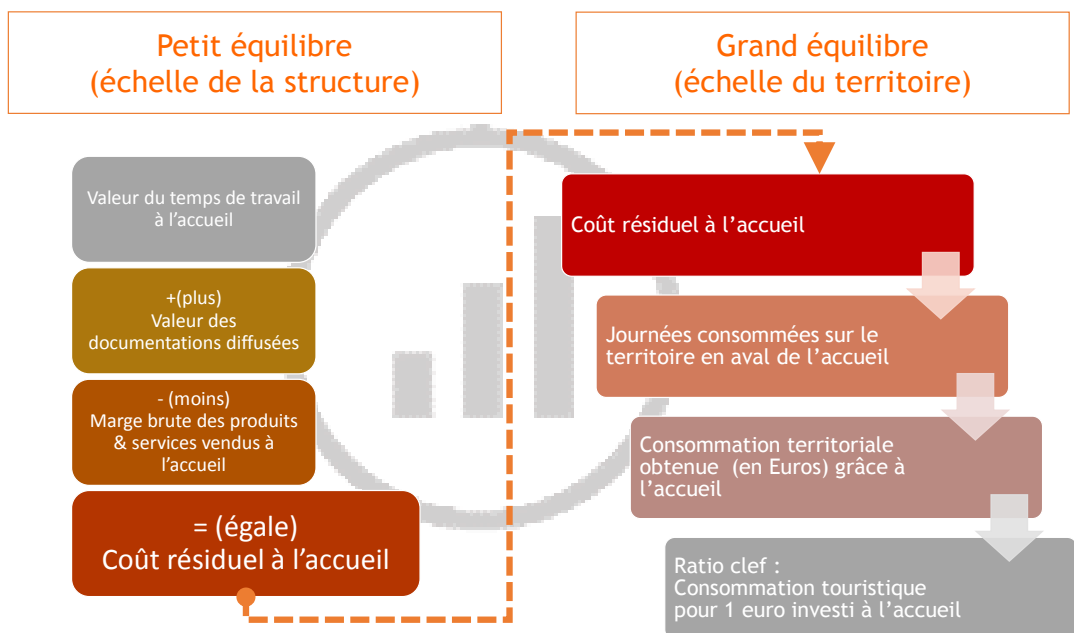 Petit équilibre
(échelle de la structure)
Grand équilibre
(échelle du territoire)
Valeur du temps de travail
à l’accueil
+(plus)
Valeur des
documentations diffusées
- (moins)
Marge brute des produits
& services vendus à
l’accueil
= (égale)
Coût résiduel à l’accueil
Coût résiduel à l’accueil
Journées consommées sur le
territoire en aval de l’accueil
Consommation territoriale
obtenue (en Euros) grâce à
l’accueil
Ratio clef :
Consommation touristique
pour 1 euro investi à l’accueil